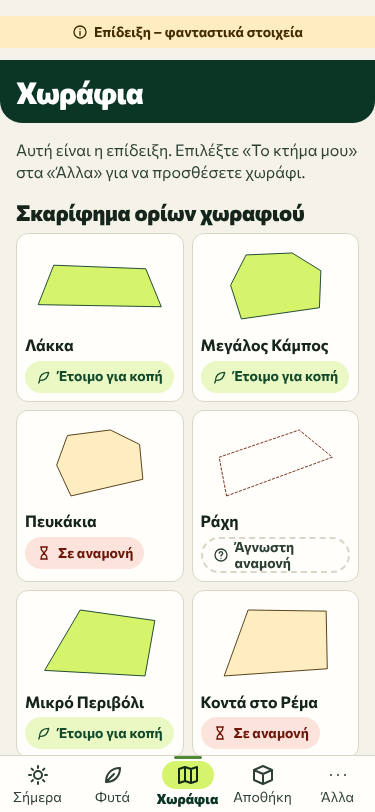 Επίδειξη – φανταστικά στοιχεία
Χωράφια
Αυτή είναι η επίδειξη. Επιλέξτε «Το κτήμα μου»
στα «Άλλα» για να προσθέσετε χωράφι.
Σκαρίφημα ορίων χωραφιού
Λάκκα
Έτοιμο για κοπή
Μεγάλος Κάμπος
Έτοιμο για κοπή
Πευκάκια
Σε αναμονή
Ράχη
Άγνωστη
αναμονή
Μικρό Περιβόλι
Έτοιμο για κοπή
Κοντά στο Ρέμα
Σε αναμονή
Σήμερα
Φυτά
Χωράφια
Αποθήκη
Άλλα